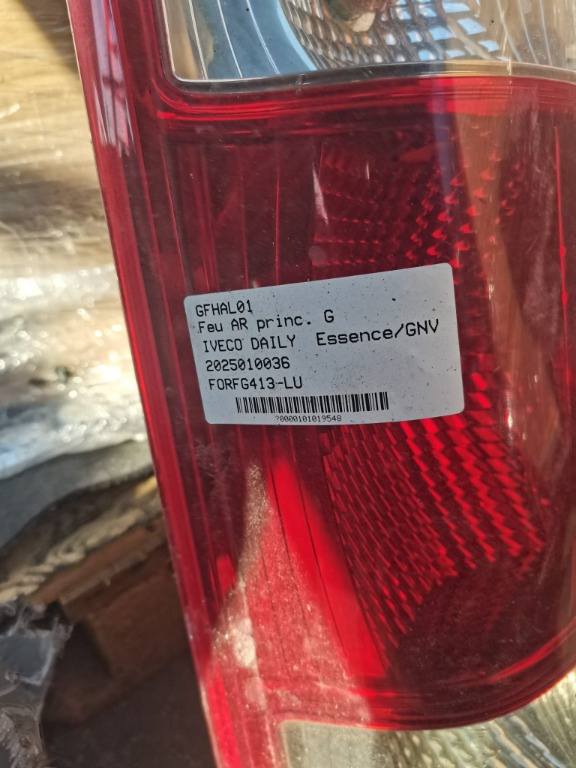 GFHAL01
Feu AR princ. G
IVECO DAILY Essence/GNV
2025010036
FORFG413-LU
?0000101019548